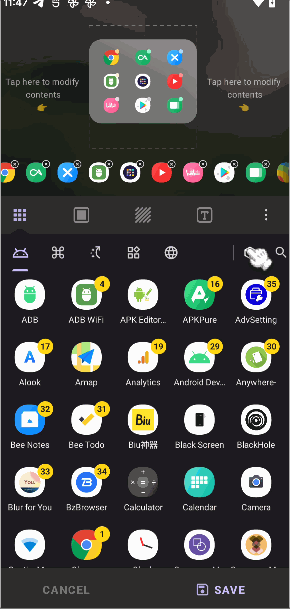 11:47
Tap here to modify
contents
Tap here to modify
contents
4
16
35
ADB
ADB WiFi
APK Editor...
APKPure
AdvSetting
17
19
29
30
Alook
Amap
Analytics
Android Dev...
Anywhere-
32
31
Biu
Bee Notes
Bee Todo
Biu神器
Black Screen
BlackHole
33
34
YOLL
Blur for You
BzBrowser
Calculator
Calendar
Camera
1
CANCEL
SAVE